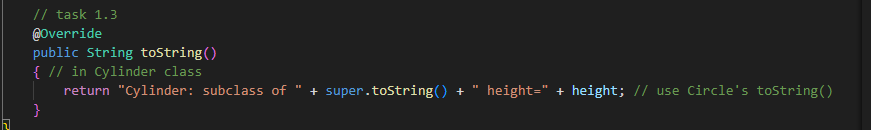 // task 1.3
@Override
public String toString()
{ // in Cylinder class
return "Cylinder: subclass of " + super.toString() + " height=" + height; // use Circle's toString()
}
}